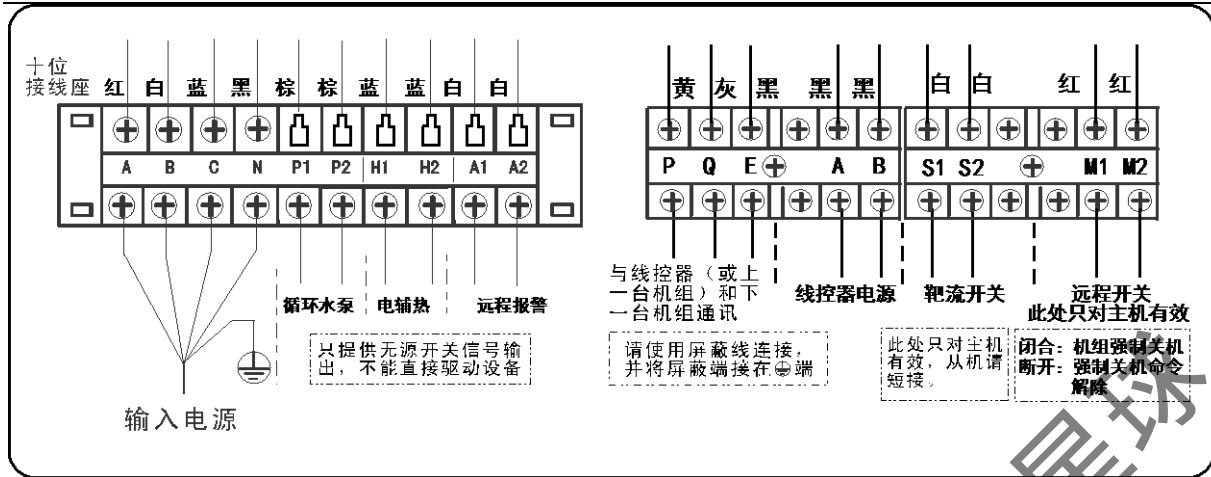 十位
接线座 红 白 蓝 黑 棕 棕 蓝 蓝 白 白
A B C N P1 P2 H1 H2 A1 A2
循环水泵 电辅热 远程报警
只提供无源开关信号输
出，不能直接驱动设备
输入电源
黄 灰 黑 黑 黑 白 白 红 红
P Q E A B S1 S2 M1 M2
与线控器（或上
一台机组）和下
一台机组通讯
线控器电源
靶流开关
远程开关
此处只对主机有效
请使用屏蔽线连接，
并将屏蔽端接在⏚端
此处只对主机
有效，从机请
短接。
闭合：机组强制关机
断开：强制关机命令
解除
星球